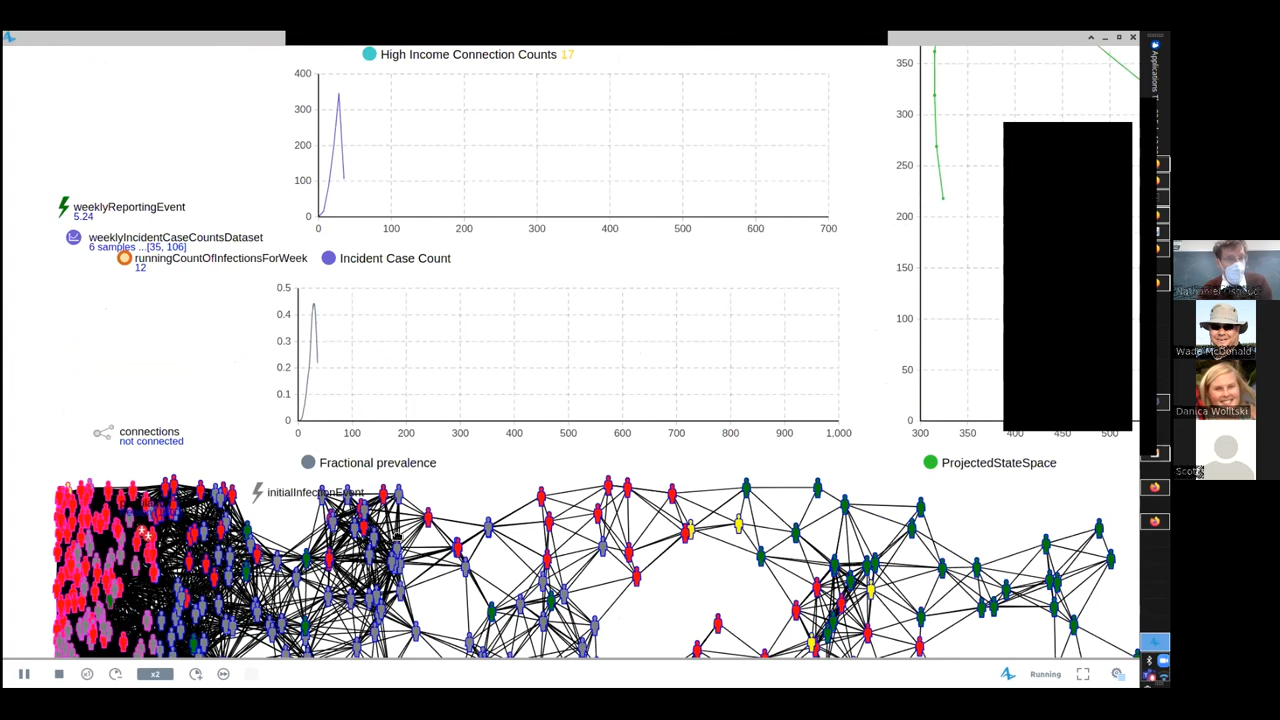 High Income Connection Counts 17
400
300
200
100
0
0 100 200 300 400 500 600 700
weeklyReportingEvent
5.24
weeklyIncidentCaseCountsDataset
6 samples ...[35, 106]
runningCountOfInfectionsForWeek
12
Incident Case Count
0.5
0.4
0.3
0.2
0.1
0
0 100 200 300 400 500 600 700 800 900 1,000
connections
not connected
Fractional prevalence
initialInfectionEvent
350
300
250
200
150
100
50
0
300 350 400 450 500
ProjectedStateSpace
x2
Running
Applications
Nathaniel Osgood
Wade McDonald
Danica Wolitski
Scott